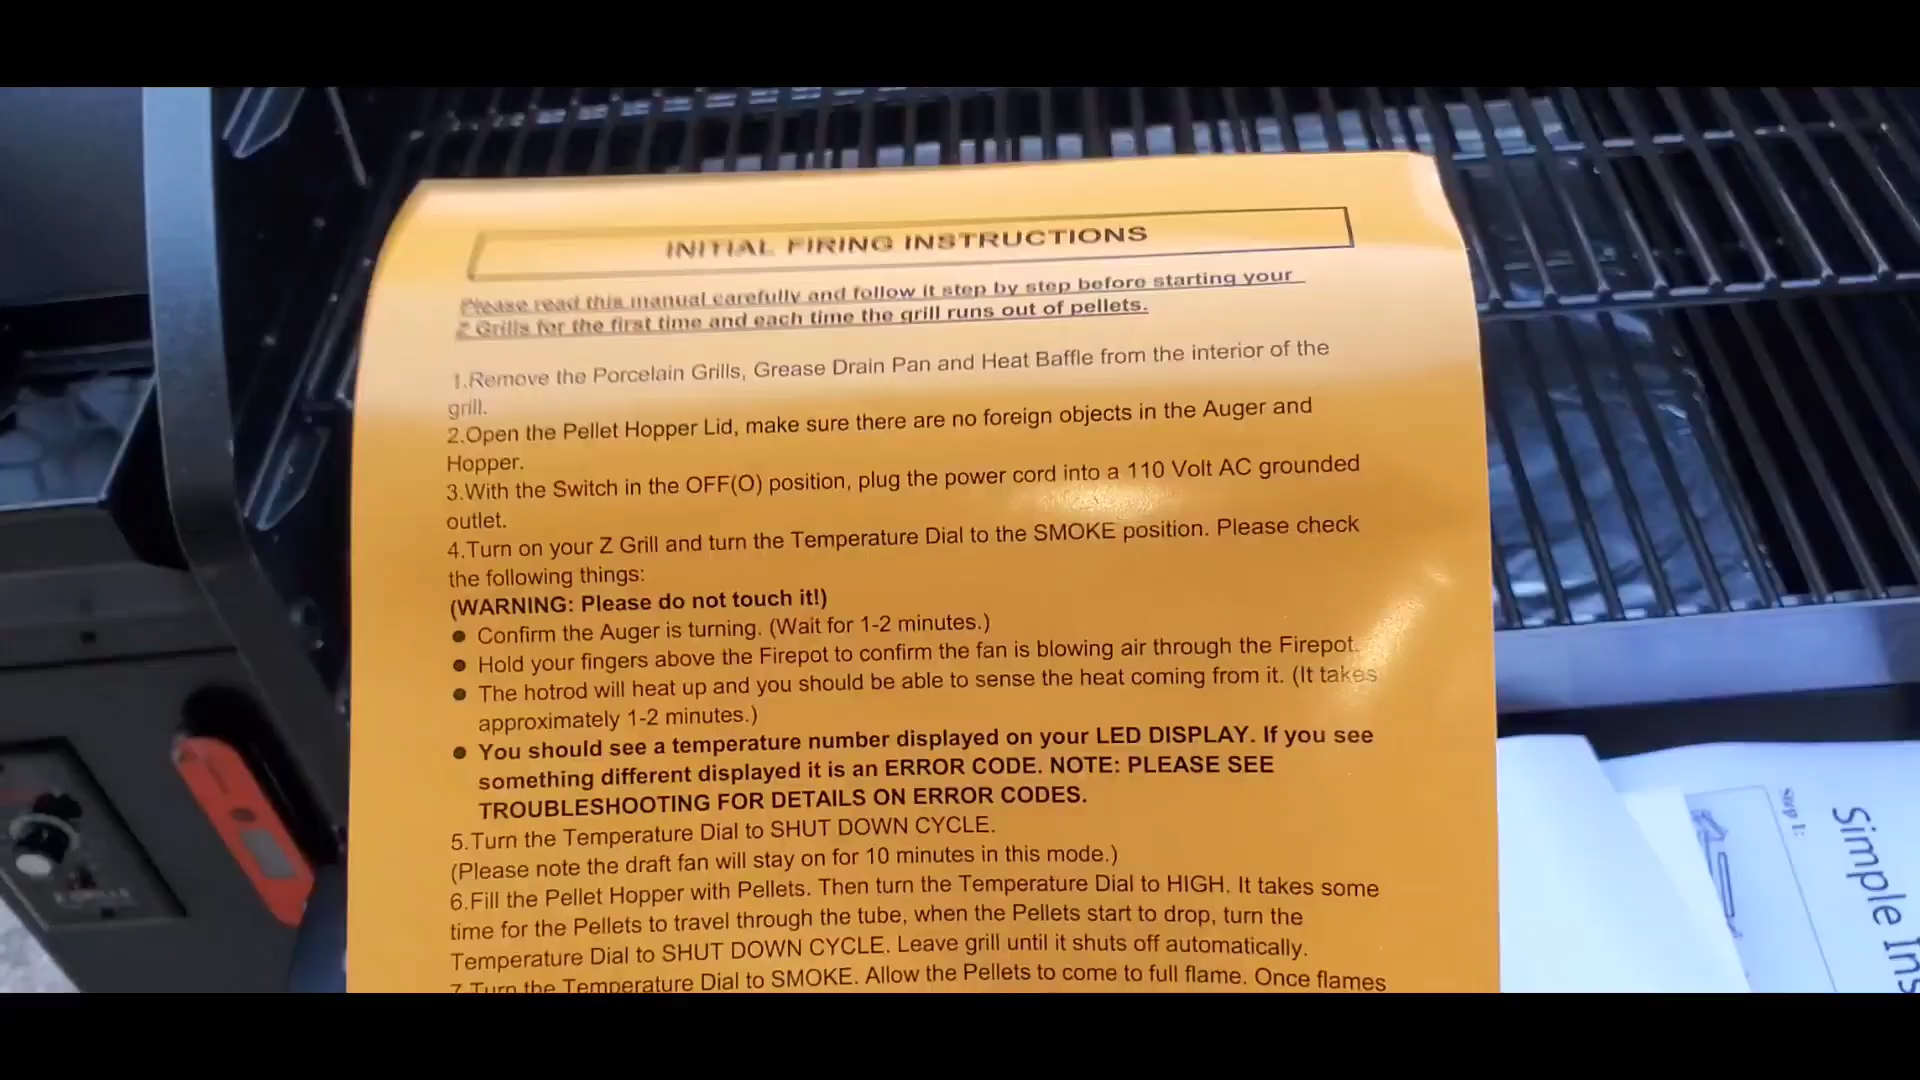 INITIAL FIRING INSTRUCTIONS
Please read this manual carefully and follow it step by step before starting your
Z Grills for the first time and each time the grill runs out of pellets.
1.Remove the Porcelain Grills, Grease Drain Pan and Heat Baffle from the interior of the
grill.
2.Open the Pellet Hopper Lid, make sure there are no foreign objects in the Auger and
Hopper.
3.With the Switch in the OFF(O) position, plug the power cord into a 110 Volt AC grounded
outlet.
4.Turn on your Z Grill and turn the Temperature Dial to the SMOKE position. Please check
the following things:
(WARNING: Please do not touch it!)
● Confirm the Auger is turning. (Wait for 1-2 minutes.)
● Hold your fingers above the Firepot to confirm the fan is blowing air through the Firepot.
● The hotrod will heat up and you should be able to sense the heat coming from it. (It takes
approximately 1-2 minutes.)
● You should see a temperature number displayed on your LED DISPLAY. If you see
something different displayed it is an ERROR CODE. NOTE: PLEASE SEE
TROUBLESHOOTING FOR DETAILS ON ERROR CODES.
5.Turn the Temperature Dial to SHUT DOWN CYCLE.
(Please note the draft fan will stay on for 10 minutes in this mode.)
6.Fill the Pellet Hopper with Pellets. Then turn the Temperature Dial to HIGH. It takes some
time for the Pellets to travel through the tube, when the Pellets start to drop, turn the
Temperature Dial to SHUT DOWN CYCLE. Leave grill until it shuts off automatically.
7.Turn the Temperature Dial to SMOKE. Allow the Pellets to come to full flame. Once flames
Step 1:
Simple Ins